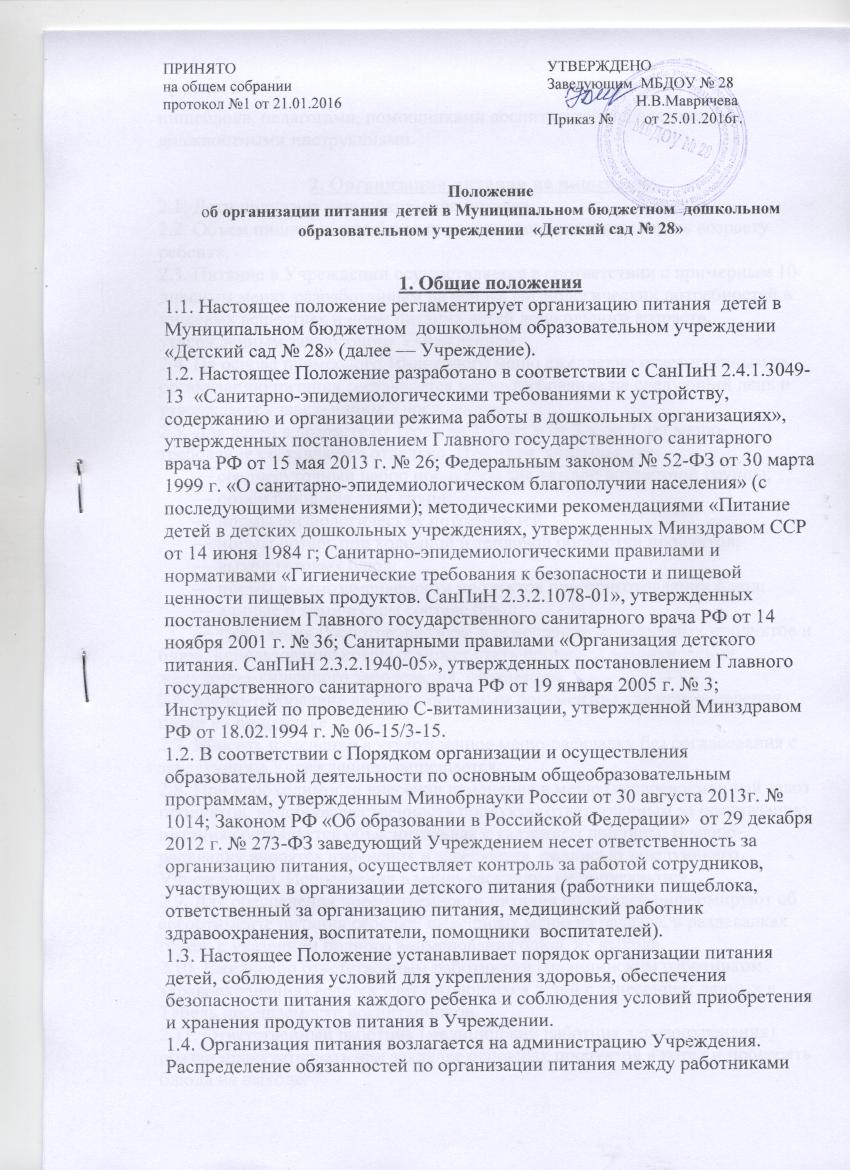 ПРИНЯТО
на общем собрании
протокол №1 от 21.01.2016
УТВЕРЖДЕНО
Заведующим МБДОУ № 28
Н.В.Мавричева
Приказ № от 25.01.2016г.
МБДОУ № 28
Положение
об организации питания детей в Муниципальном бюджетном дошкольном
образовательном учреждении «Детский сад № 28»
1. Общие положения
1.1. Настоящее положение регламентирует организацию питания детей в
Муниципальном бюджетном дошкольном образовательном учреждении
«Детский сад № 28» (далее — Учреждение).
1.2. Настоящее Положение разработано в соответствии с СанПиН 2.4.1.3049-
13 «Санитарно-эпидемиологическими требованиями к устройству,
содержанию и организации режима работы в дошкольных организациях»,
утвержденных постановлением Главного государственного санитарного
врача РФ от 15 мая 2013 г. № 26; Федеральным законом № 52-ФЗ от 30 марта
1999 г. «О санитарно-эпидемиологическом благополучии населения» (с
последующими изменениями); методическими рекомендациями «Питание
детей в детских дошкольных учреждениях, утвержденных Минздравом ССР
от 14 июня 1984 г; Санитарно-эпидемиологическими правилами и
нормативами «Гигиенические требования к безопасности и пищевой
ценности пищевых продуктов. СанПиН 2.3.2.1078-01», утвержденных
постановлением Главного государственного санитарного врача РФ от 14
ноября 2001 г. № 36; Санитарными правилами «Организация детского
питания. СанПиН 2.3.2.1940-05», утвержденных постановлением Главного
государственного санитарного врача РФ от 19 января 2005 г. № 3;
Инструкцией по проведению С-витаминизации, утвержденной Минздравом
РФ от 18.02.1994 г. № 06-15/3-15.
1.2. В соответствии с Порядком организации и осуществления
образовательной деятельности по основным общеобразовательным
программам, утвержденным Минобрнауки России от 30 августа 2013г. №
1014; Законом РФ «Об образовании в Российской Федерации» от 29 декабря
2012 г. № 273-ФЗ заведующий Учреждением несет ответственность за
организацию питания, осуществляет контроль за работой сотрудников,
участвующих в организации детского питания (работники пищеблока,
ответственный за организацию питания, медицинский работник
здравоохранения, воспитатели, помощники воспитателей).
1.3. Настоящее Положение устанавливает порядок организации питания
детей, соблюдения условий для укрепления здоровья, обеспечения
безопасности питания каждого ребенка и соблюдения условий приобретения
и хранения продуктов питания в Учреждении.
1.4. Организация питания возлагается на администрацию Учреждения.
Распределение обязанностей по организации питания между работниками